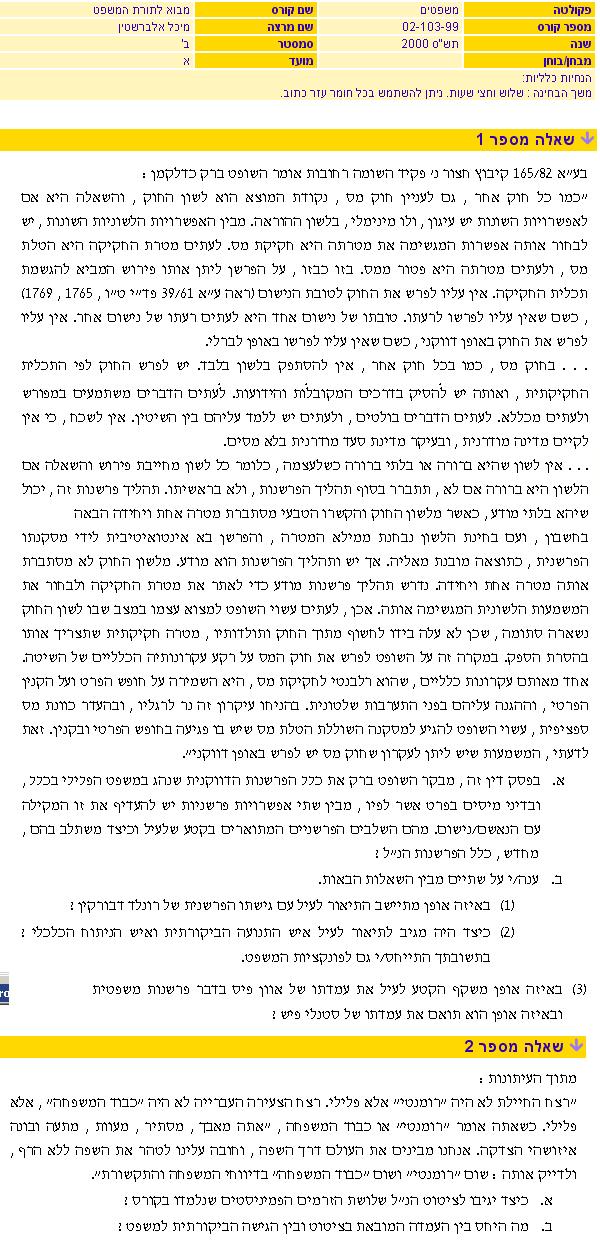 פקולטה משפטים שם קורס מבוא לתורת המשפט
מספר קורס 02-103-99 שם מרצה מיכל אלברשטין
שנה תש"ס 2000 סמסטר ב'
מבחן/בוחן מועד א
הנחיות כלליות:
משך הבחינה : שלוש וחצי שעות. ניתן להשתמש בכל חומר עזר כתוב.
שאלה מספר 1
בע״א 165/82 קיבוץ חצור נ׳ פקיד השומה רחובות אומר השופט ברק כדלקמן :
״כמו כל חוק אחר , גם לעניין חוק מס , נקודת המוצא הוא לשון החוק , והשאלה היא אם
לאפשרויות השונות יש עיגון , ולו מינימלי , בלשון ההוראה. מבין האפשרויות הלשוניות השונות , יש
לבחור אותה אפשרות המגשימה את מטרתה היא חקיקת מס. לעתים מטרת החקיקה היא הטלת
מס , ולעתים מטרתה היא פטור ממס. בזו כבזו , על הפרשן ליתן אותו פירוש המביא להגשמת
תכלית החקיקה. אין עליו לפרש את החוק לטובת הנישום (ראה ע״א 39/61 פד״י ט״ו , 1765 , 1769)
, כשם שאין עליו לפרשו לרעתו. טובתו של נישום אחד היא לעתים רעתו של נישום אחר. אין עליו
לפרש את החוק באופן דווקני , כשם שאין עליו לפרשו באופן לברלי.
. . . בחוק מס , כמו בכל חוק אחר , אין להסתפק בלשון בלבד. יש לפרש החוק לפי התכלית
החקיקתית , ואותה יש להסיק בדרכים המקובלות והידועות. לעתים הדברים משתמעים במפורש
ולעתים מכללא. לעתים הדברים בולטים , ולעתים יש ללמד עליהם בין השיטין. אין לשכח , כי אין
לקיים מדינה מודרנית , ובעיקר מדינת סעד מודרנית בלא מסים.
. . . אין לשון שהיא ברורה או בלתי ברורה כשלעצמה , כלומר כל לשון מחייבת פירוש והשאלה אם
הלשון היא ברורה אם לא , תתברר בסוף תהליך הפרשנות , ולא בראשיתו. תהליך פרשנות זה , יכול
שיהא בלתי מודע , כאשר מלשון החוק והקשרו הטבעי מסתברת מטרה אחת ויחידה הבאה
בחשבון , ועם בחינת הלשון נבחנת ממילא המטרה , והפרשן בא אינטואיטיבית לידי מסקנתו
הפרשנית , כתוצאה מובנת מאליה. אך יש ותהליך הפרשנות הוא מודע. מלשון החוק לא מסתברת
אותה מטרה אחת ויחידה. נדרש תהליך פרשנות מודע כדי לאתר את מטרת החקיקה ולבחור את
המשמעות הלשונית המגשימה אותה. אכן , לעתים עשוי השופט למצוא עצמו במצב שבו לשון החוק
נשארה סתומה , שכן לא עלה בידו לחשוף מתוך החוק ותולדותיו , מטרה חקיקתית שתצריך אותו
בהסרת הספק. במקרה זה על השופט לפרש את חוק המס על רקע עקרונותיה הכלליים של השיטה.
אחד מאותם עקרונות כלליים , שהוא רלבנטי לחקיקת מס , היא השמירה על חופש הפרט ועל הקנין
הפרטי , וההגנה עליהם בפני התערבות שלטונית. בהניחו עיקרון זה נר לרגליו , ובהעדר כוונת מס
ספציפית , עשוי השופט להגיע למסקנה השוללת הטלת מס שיש בו פגיעה בחופש הפרטי ובקנין. זאת
לדעתי , המשמעות שיש ליתן לעקרון שחוק מס יש לפרש באופן דווקני״.
א. בפסק דין זה , מבקר השופט ברק את כלל הפרשנות הדווקנית שנהג במשפט הפלילי בכלל ,
ובדיני מיסים בפרט אשר לפיו , מבין שתי אפשרויות פרשניות יש להעדיף את זו המקילה
עם הנאשם/נישום. מהם השלבים הפרשניים המתוארים בקטע שלעיל וכיצד משתלב בהם ,
מחדש , כלל הפרשנות הנ״ל ?
ב. ענה/י על שתיים מבין השאלות הבאות.
(1) באיזה אופן מתיישב התיאור לעיל עם גישתו הפרשנית של רונלד דבורקין ?
(2) כיצד היה מגיב לתיאור לעיל איש התנועה הביקורתית ואיש הניתוח הכלכלי ?
בתשובתך התייחס/י גם לפונקציות המשפט.
(3) באיזה אופן משקף הקטע לעיל את עמדתו של אוון פיס בדבר פרשנות משפטית
ובאיזה אופן הוא תואם את עמדתו של סטנלי פיש ?
שאלה מספר 2
מתוך העיתונות :
״רצח החיילת לא היה ״רומנטי״ אלא פלילי. רצח הצעירה העברייה לא היה ״כבוד המשפחה״ , אלא
פלילי. כשאתה אומר ״רומנטי״ או כבוד המשפחה , ״אתה מאבך , מסתיר , מעוות , מתעה ובונה
איזושהי הצדקה. אנחנו מבינים את העולם דרך השפה , וחובה עלינו לטהר את השפה ללא הרף ,
ולדייק אותה : שום ״רומנטי״ ושום ״כבוד המשפחה״ בדיווחי המשפחה והתקשורת״.
א. כיצד יגיבו לציטוט הנ״ל שלושת הזרמים הפמיניסטים שנלמדו בקורס ?
ב. מה היחס בין העמדה המובאת בציטוט ובין הגישה הביקורתית למשפט ?